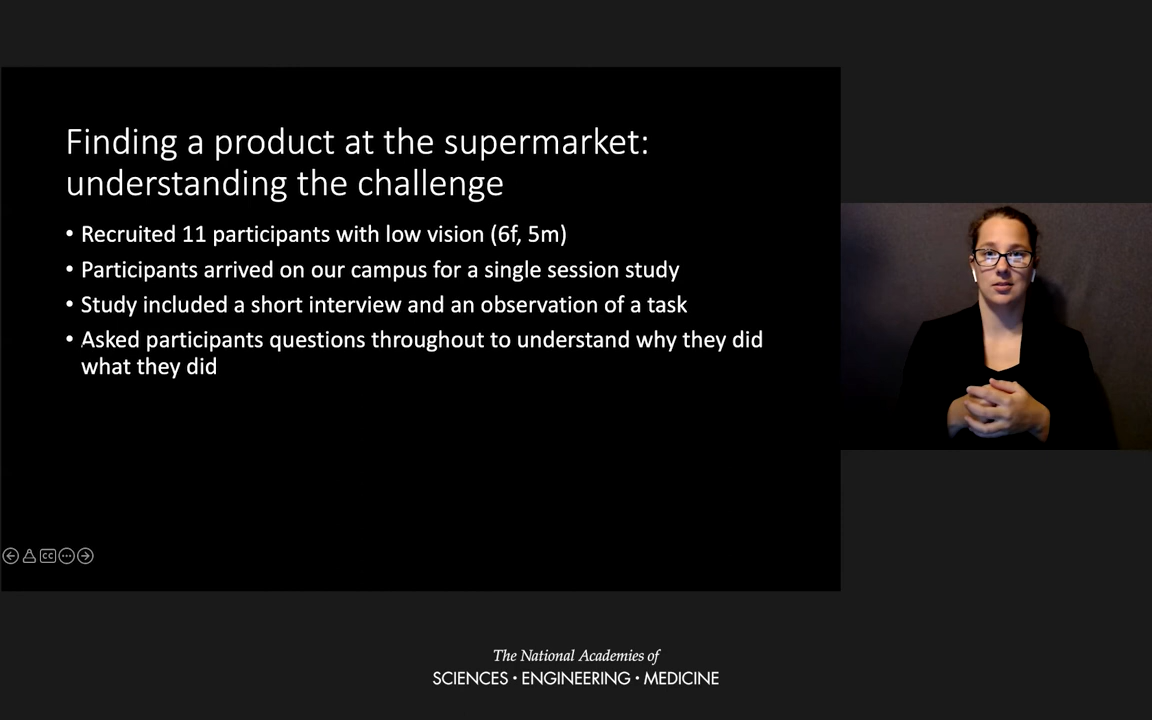 Finding a product at the supermarket:
understanding the challenge
• Recruited 11 participants with low vision (6f, 5m)
• Participants arrived on our campus for a single session study
• Study included a short interview and an observation of a task
• Asked participants questions throughout to understand why they did
what they did
CC
The National Academies of
SCIENCES • ENGINEERING • MEDICINE